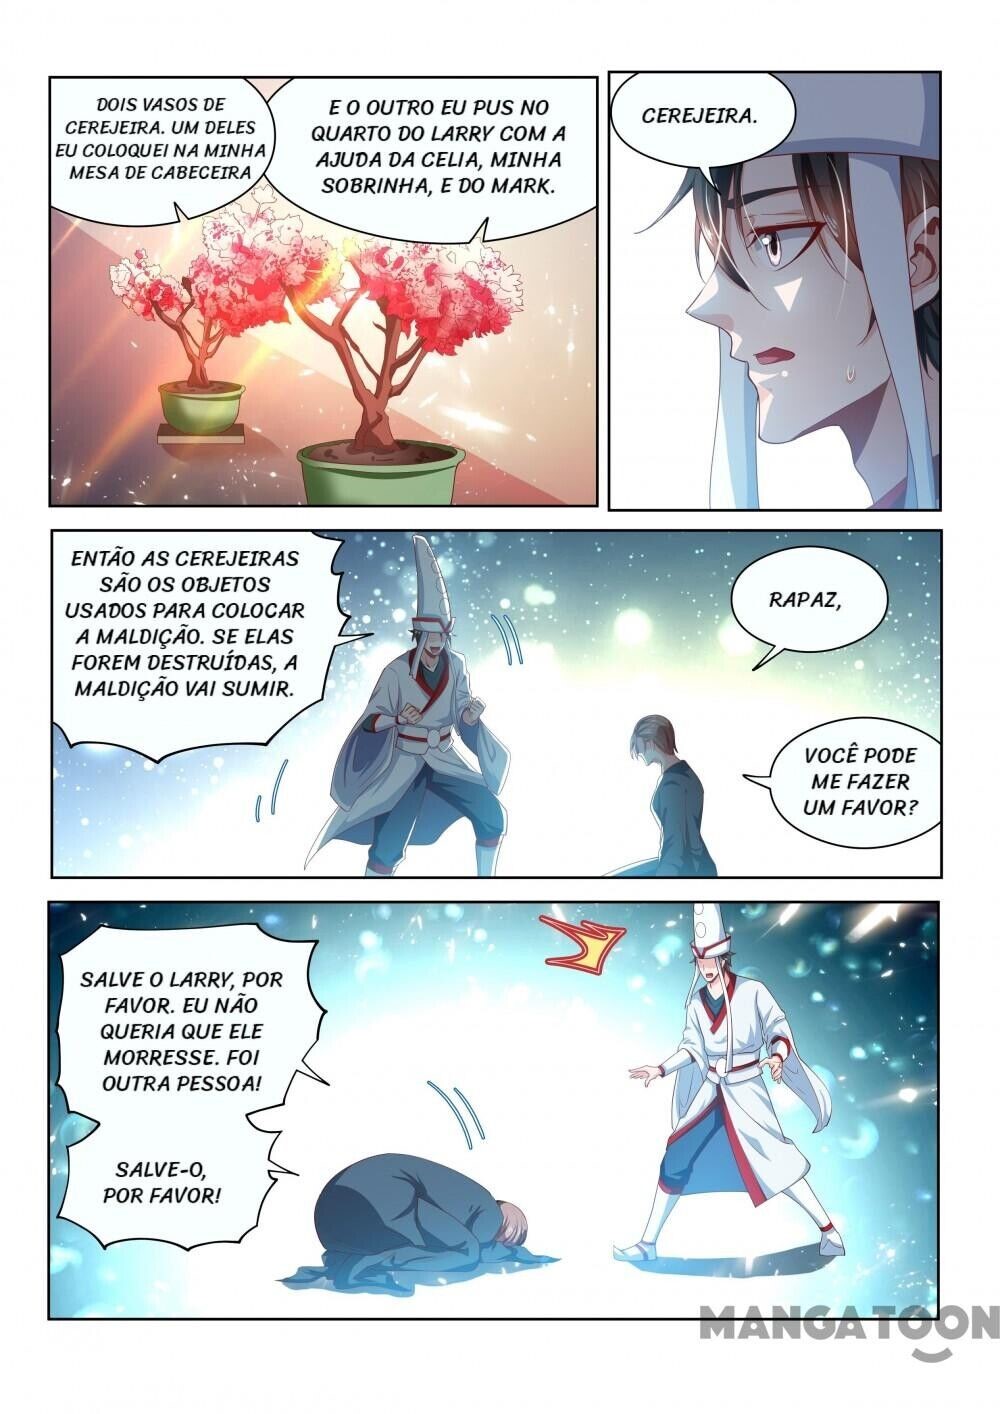 DOIS VASOS DE
CEREJEIRA. UM DELES
EU COLOQUEI NA MINHA
MESA DE CABECEIRA
E O OUTRO EU PUS NO
QUARTO DO LARRY COM A
AJUDA DA CELIA, MINHA
SOBRINHA, E DO MARK.
CEREJEIRA.
ENTÃO AS CEREJEIRAS
SÃO OS OBJETOS
USADOS PARA COLOCAR
A MALDIÇÃO. SE ELAS
FOREM DESTRUÍDAS, A
MALDIÇÃO VAI SUMIR.
RAPAZ,
VOCÊ PODE
ME FAZER
UM FAVOR?
SALVE O LARRY, POR
FAVOR. EU NÃO
QUERIA QUE ELE
MORRESSE. FOI
OUTRA PESSOA!
SALVE-O,
POR FAVOR!
MANGATOON